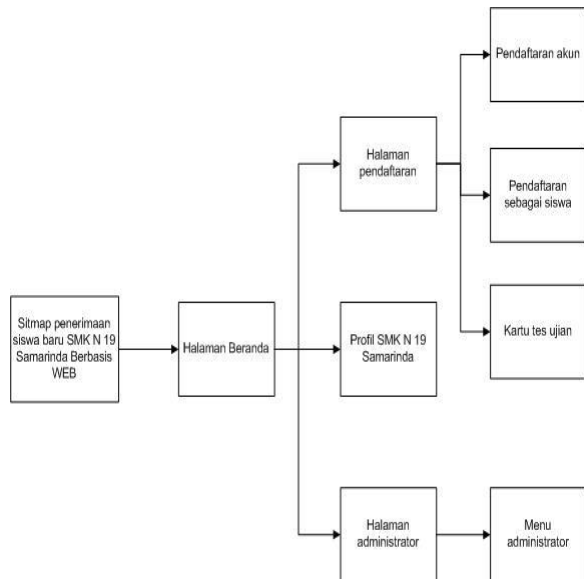 Pendaftaran akun
Halaman
pendaftaran
Pendaftaran
sebagai siswa
Sitmap penerimaan
siswa baru SMK N 19
Samarinda Berbasis
WEB
Halaman Beranda
Profil SMK N 19
Samarinda
Kartu tes ujian
Halaman
administrator
Menu
administrator